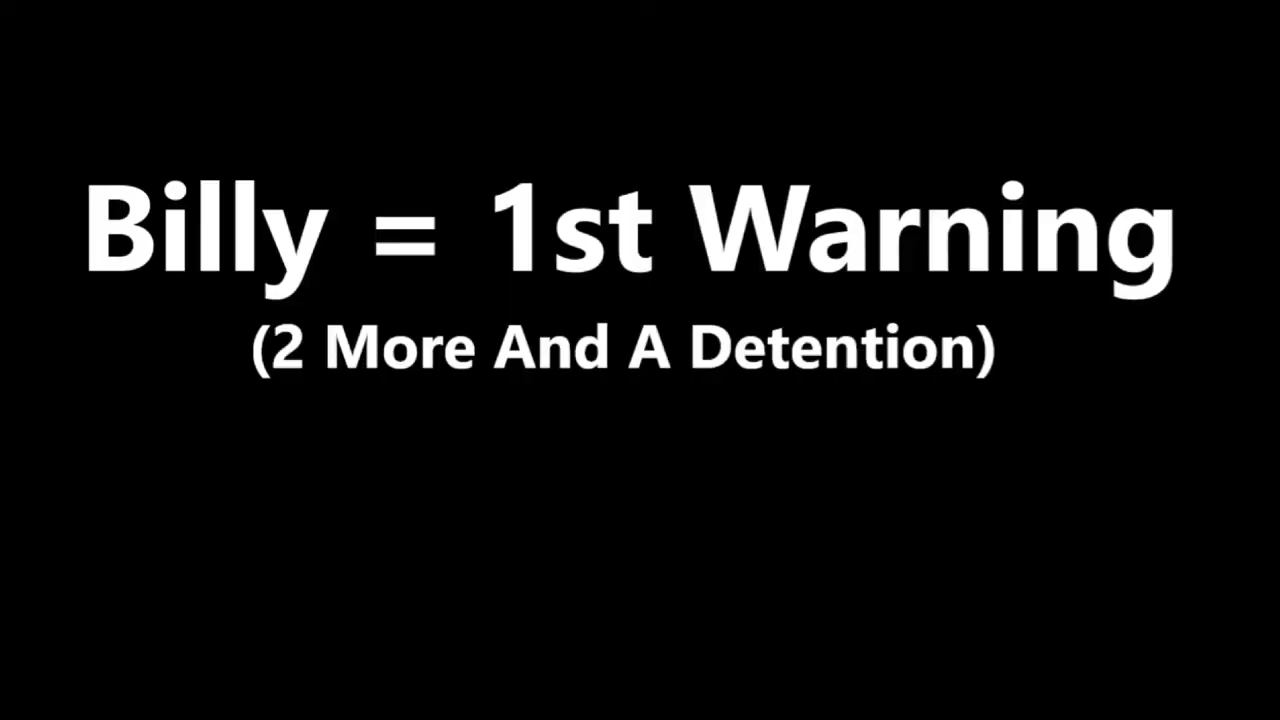 Billy = 1st Warning
(2 More And A Detention)